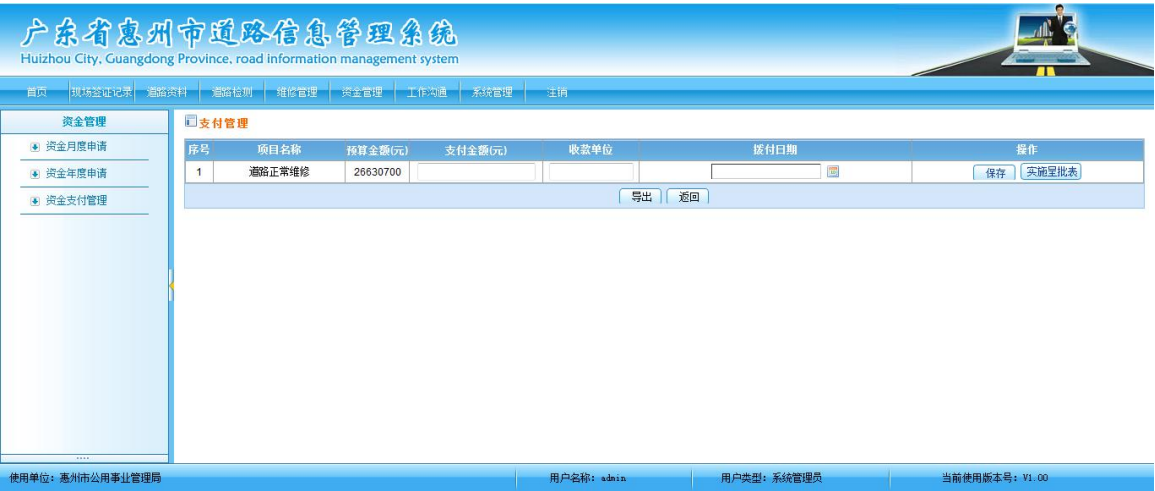 广东省惠州市道路信息管理系统
Huizhou City, Guangdong Province, road information management system
首页 现场签证记录 道路资料 道路检测 维修管理 资金管理 工作沟通 系统管理 注销
资金管理
资金月度申请
资金年度申请
资金支付管理
支付管理
序号 项目名称 预算金额(元) 支付金额(元) 收款单位 拨付日期 操作
1 道路正常维修 26630700 保存 实施呈批表
导出 返回
使用单位：惠州市公用事业管理局 用户名称：admin 用户类型：系统管理员 当前使用版本号：V1.00